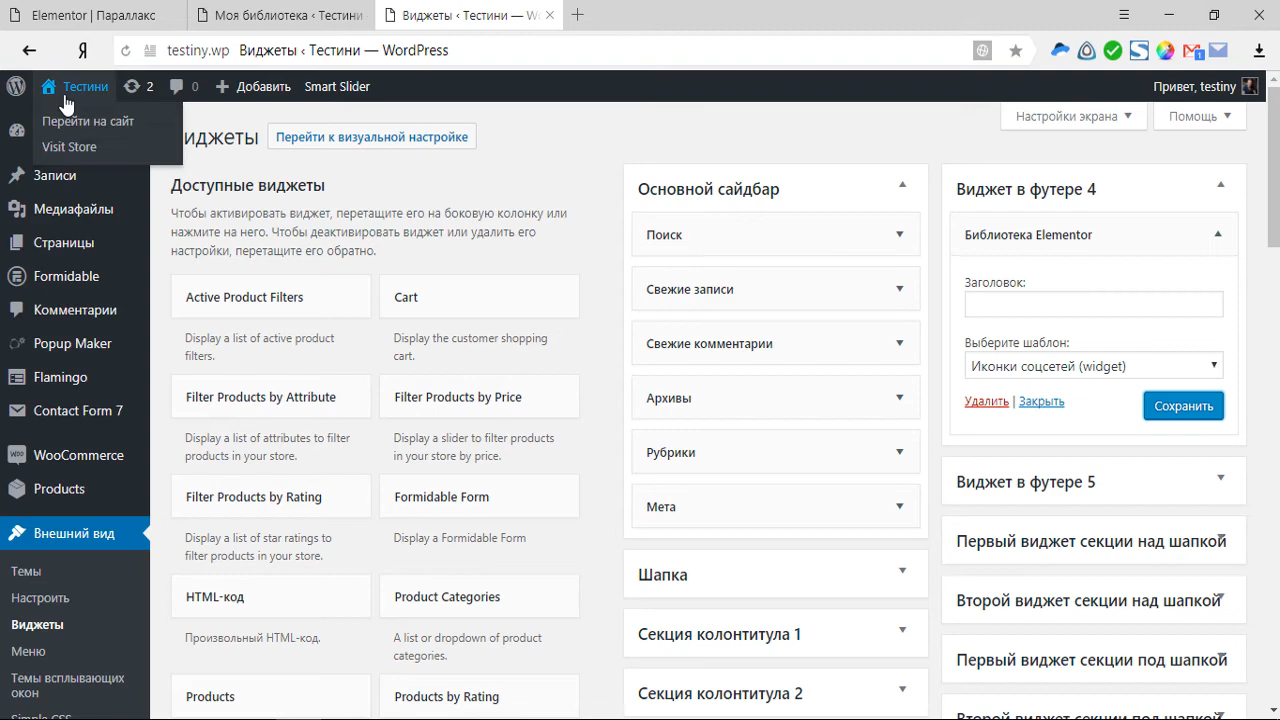 Elementor | Параллакс
Моя библиотека ‹ Тестини
Виджеты ‹ Тестини — W
Я
testiny.wp
Виджеты ‹ Тестини — WordPress
S
1
Тестини
2
0
Добавить
Smart Slider
Привет, testiny
Перейти на сайт
Visit Store
Записи
Медиафайлы
Страницы
Formidable
Комментарии
Popup Maker
Flamingo
Contact Form 7
WooCommerce
Products
Внешний вид
Темы
Настроить
Виджеты
Меню
Темы всплывающих
окон
Simple CSS
иджеты
Перейти к визуальной настройке
Настройки экрана
Помощь
Доступные виджеты
Чтобы активировать виджет, перетащите его на боковую колонку или
нажмите на него. Чтобы деактивировать виджет или удалить его
настройки, перетащите его обратно.
Active Product Filters
Display a list of active product
filters.
Cart
Display the customer shopping
cart.
Filter Products by Attribute
Display a list of attributes to filter
products in your store.
Filter Products by Price
Display a slider to filter products
in your store by price.
Filter Products by Rating
Display a list of star ratings to
filter products in your store.
Formidable Form
Display a Formidable Form
HTML-код
Произвольный HTML-код.
Product Categories
A list or dropdown of product
categories.
Products
Products by Rating
Основной сайдбар
Поиск
Свежие записи
Свежие комментарии
Архивы
Рубрики
Мета
Шапка
Секция колонтитула 1
Секция колонтитула 2
Виджет в футере 4
Библиотека Elementor
Заголовок:
Выберите шаблон:
Иконки соцсетей (widget)
Удалить | Закрыть
Сохранить
Виджет в футере 5
Первый виджет секции над шапкой
Второй виджет секции над шапкой
Первый виджет секции под шапкой